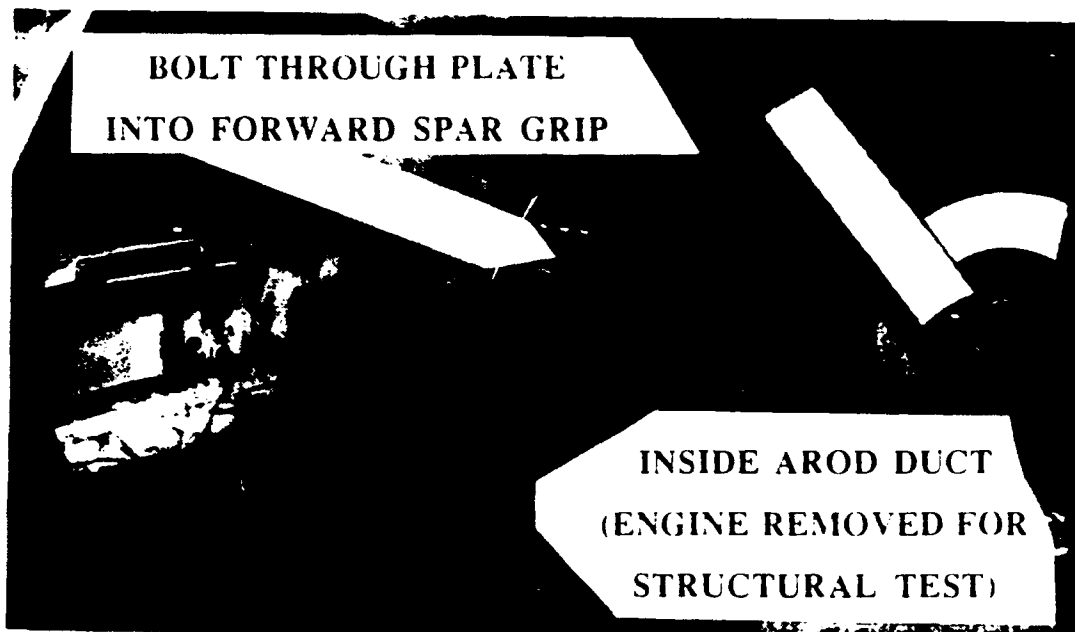 BOLT THROUGH PLATE
INTO FORWARD SPAR GRIP
INSIDE AROD DUCT
(ENGINE REMOVED FOR
STRUCTURAL TEST)